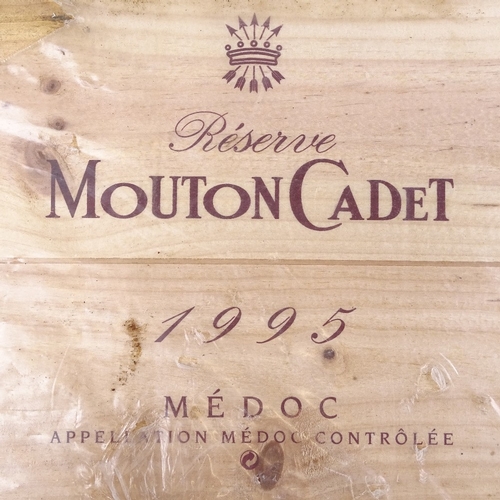 Réserve
MOUTON CADET
1995
MÉDOC
APPELLATION MÉDOC CONTRÔLÉE